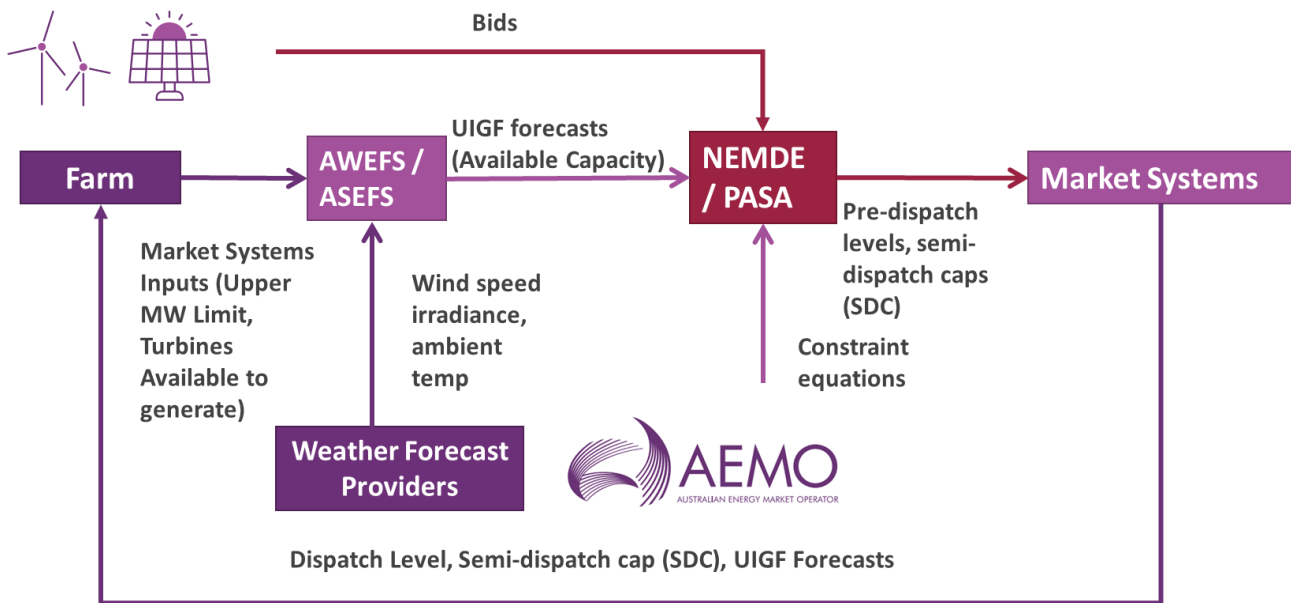 Bids
UIGF forecasts
(Available Capacity)
Farm
AWEFS /
ASEFS
NEMDE
/ PASA
Market Systems
Market Systems
Inputs (Upper
MW Limit,
Turbines
Available to
generate)
Wind speed
irradiance,
ambient
temp
Pre-dispatch
levels, semi-
dispatch caps
(SDC)
Constraint
equations
Weather Forecast
Providers
AEMO
AUSTRALIAN ENERGY MARKET OPERATOR
Dispatch Level, Semi-dispatch cap (SDC), UIGF Forecasts